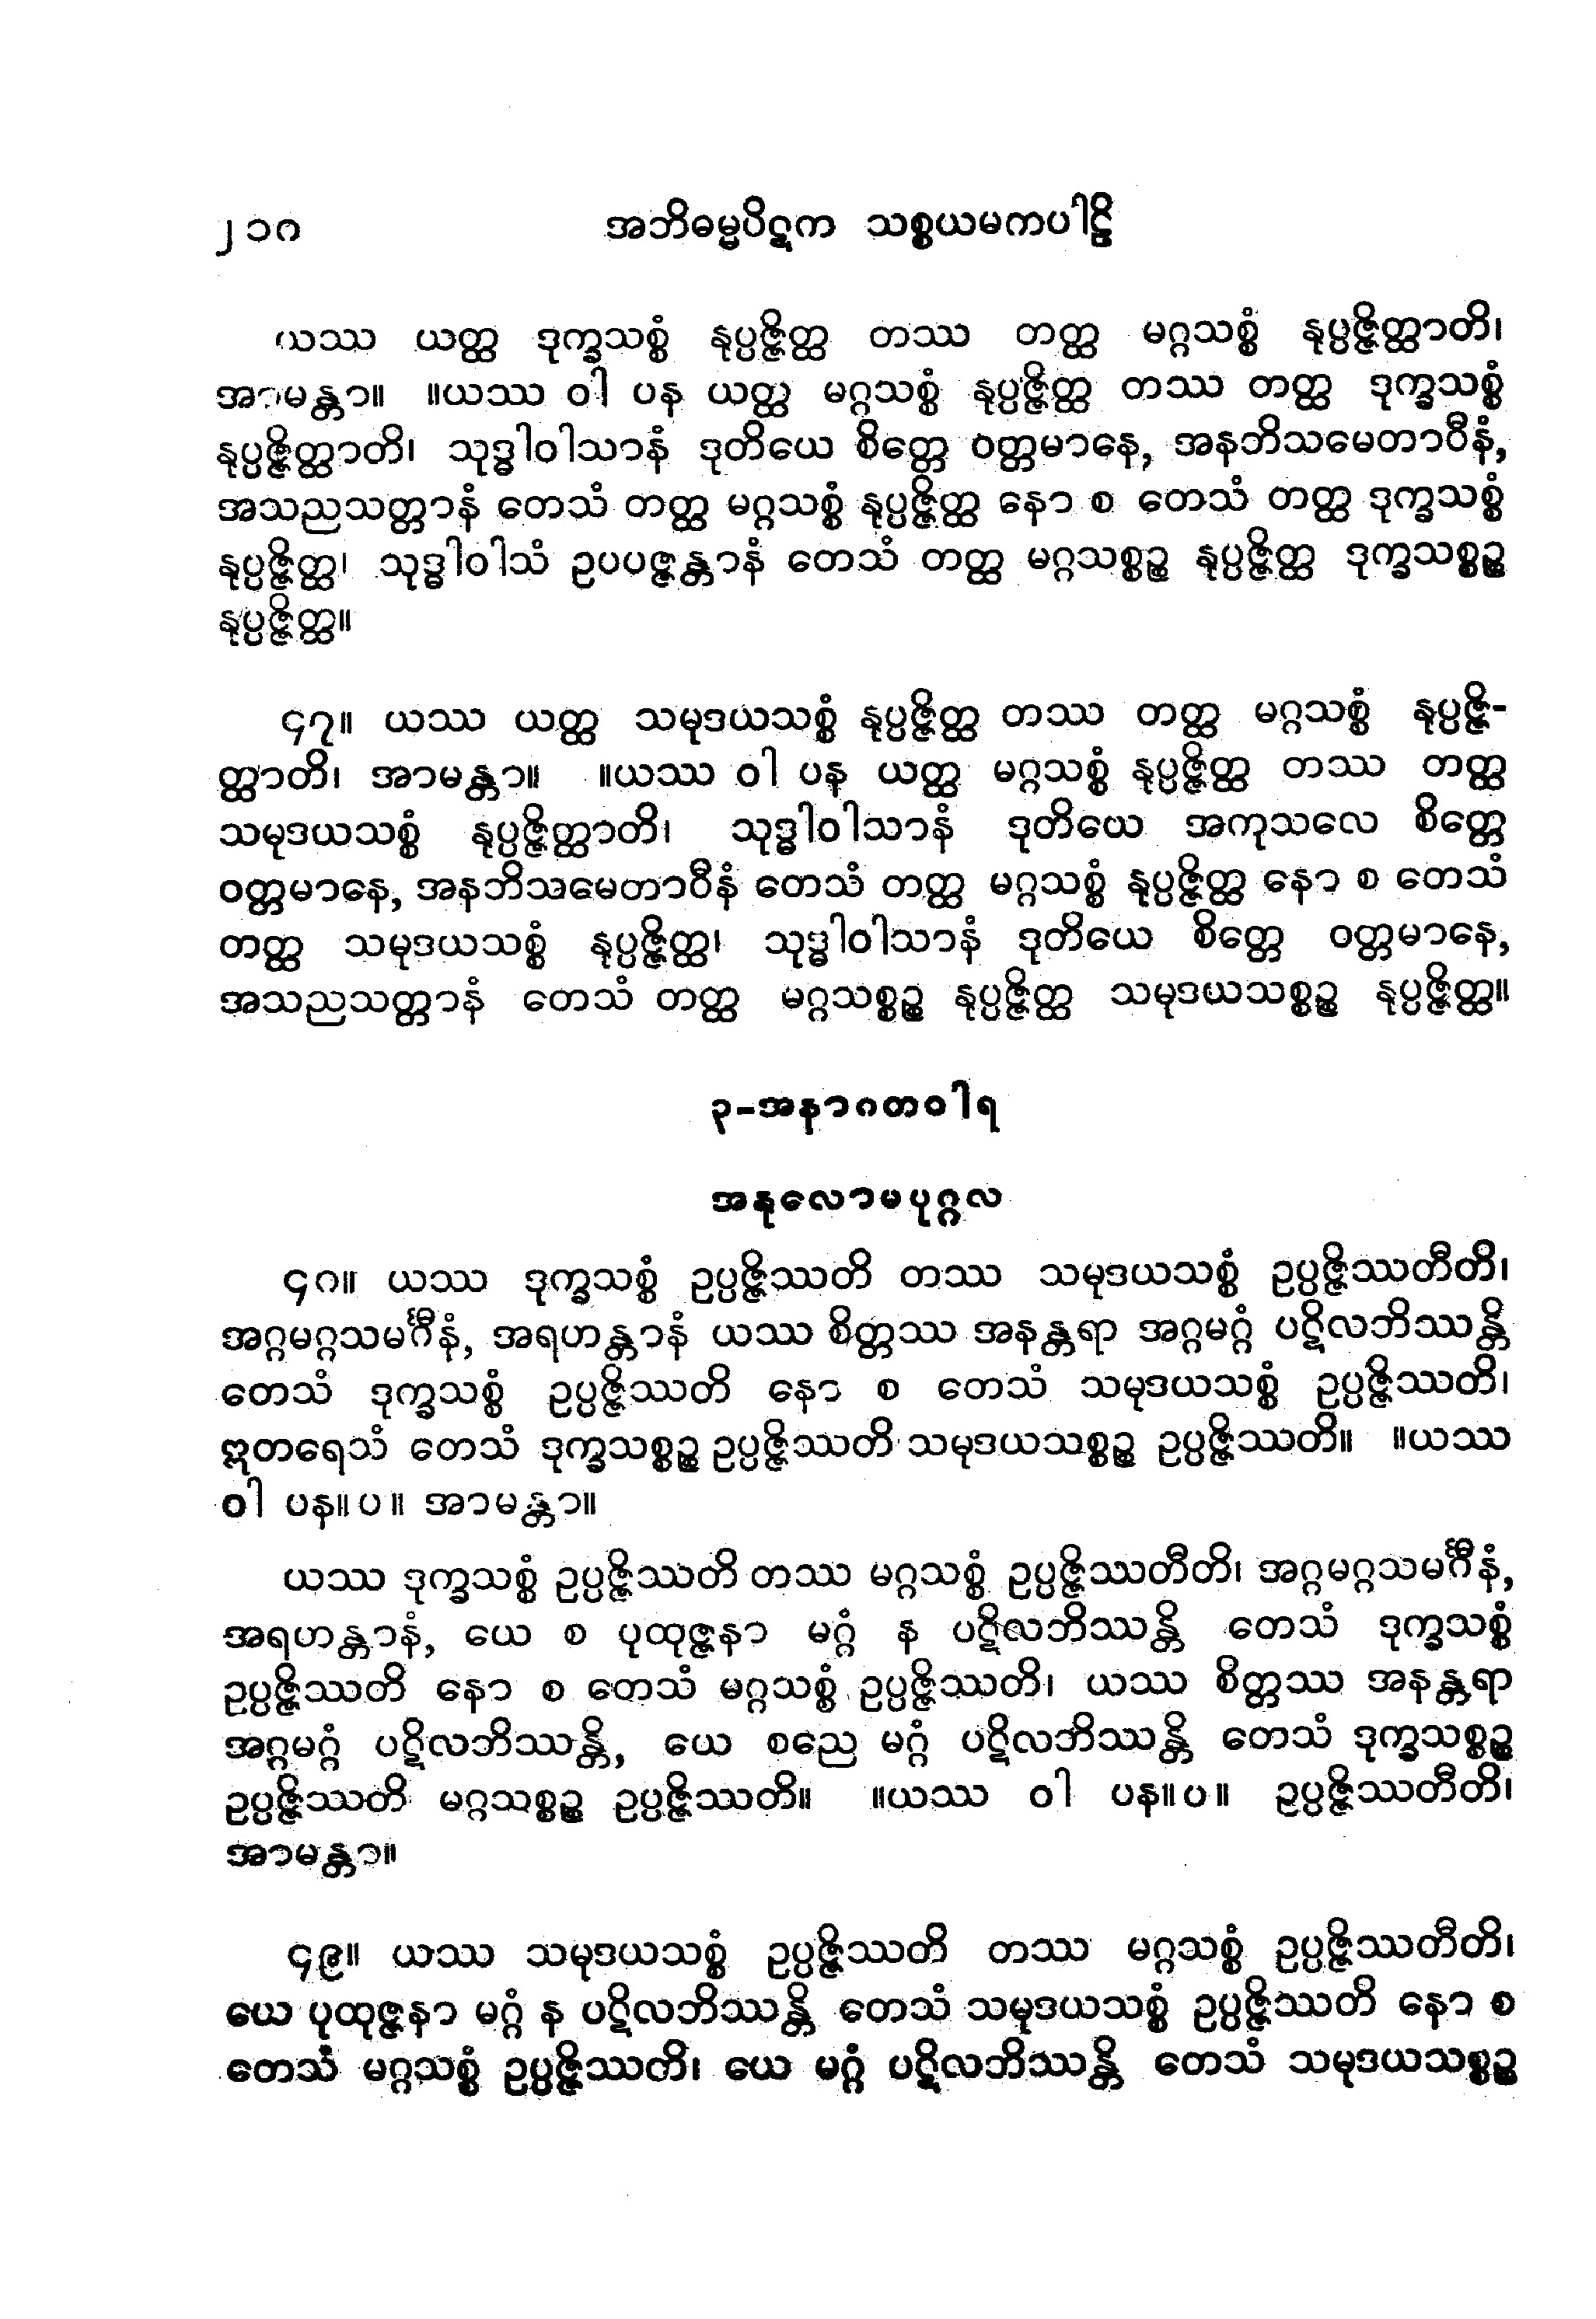 ၂၁ဂ အဘိဓမ္မပိဋက သစ္စယမကပါဠိ
ယဿ ယတ္ထ ဒုက္ခသစ္စံ နုပ္ပဇ္ဇိတ္ထ တဿ တတ္ထ မဂ္ဂသစ္စံ နုပ္ပဇ္ဇိတ္ထာတိ၊
အာမန္တာ။ ။ယဿ ဝါ ပန ယတ္ထ မဂ္ဂသစ္စံ နုပ္ပဇ္ဇိတ္ထ တဿ တတ္ထ ဒုက္ခသစ္စံ
နုပ္ပဇ္ဇိတ္ထာတိ၊ သုဒ္ဓါဝါသာနံ ဒုတိယေ စိတ္တေ ဝတ္တမာနေ, အနဘိသမေတာဝီနံ,
အသညသတ္တာနံ တေသံ တတ္ထ မဂ္ဂသစ္စံ နုပ္ပဇ္ဇိတ္ထ နော စ တေသံ တတ္ထ ဒုက္ခသစ္စံ
နုပ္ပဇ္ဇိတ္ထ၊ သုဒ္ဓါဝါသံ ဥပပဇ္ဇန္တာနံ တေသံ တတ္ထ မဂ္ဂသစ္စဉ္စ နုပ္ပဇ္ဇိတ္ထ ဒုက္ခသစ္စဉ္စ
နုပ္ပဇ္ဇိတ္ထ။
၄၇။ ယဿ ယတ္ထ သမုဒယသစ္စံ နုပ္ပဇ္ဇိတ္ထ တဿ တတ္ထ မဂ္ဂသစ္စံ နုပ္ပဇ္ဇိ-
တ္ထာတိ၊ အာမန္တာ။ ။ယဿ ဝါ ပန ယတ္ထ မဂ္ဂသစ္စံ နုပ္ပဇ္ဇိတ္ထ တဿ တတ္ထ
သမုဒယသစ္စံ နုပ္ပဇ္ဇိတ္ထာတိ၊ သုဒ္ဓါဝါသာနံ ဒုတိယေ အကုသလေ စိတ္တေ
ဝတ္တမာနေ, အနဘိသမေတာဝီနံ တေသံ တတ္ထ မဂ္ဂသစ္စံ နုပ္ပဇ္ဇိတ္ထ နော စ တေသံ
တတ္ထ သမုဒယသစ္စံ နုပ္ပဇ္ဇိတ္ထ၊ သုဒ္ဓါဝါသာနံ ဒုတိယေ စိတ္တေ ဝတ္တမာနေ,
အသညသတ္တာနံ တေသံ တတ္ထ မဂ္ဂသစ္စဉ္စ နုပ္ပဇ္ဇိတ္ထ သမုဒယသစ္စဉ္စ နုပ္ပဇ္ဇိတ္ထ။
၃-အနာဂတဝါရ
အနုလောမပုဂ္ဂလ
၄ဂ။ ယဿ ဒုက္ခသစ္စံ ဥပ္ပဇ္ဇိဿတိ တဿ သမုဒယသစ္စံ ဥပ္ပဇ္ဇိဿတီတိ၊
အဂ္ဂမဂ္ဂသမင်္ဂီနံ, အရဟန္တာနံ ယဿ စိတ္တဿ အနန္တရာ အဂ္ဂမဂ္ဂံ ပဋိလဘိဿန္တိ
တေသံ ဒုက္ခသစ္စံ ဥပ္ပဇ္ဇိဿတိ နော စ တေသံ သမုဒယသစ္စံ ဥပ္ပဇ္ဇိဿတိ၊
ဣတရေသံ တေသံ ဒုက္ခသစ္စဉ္စ ဥပ္ပဇ္ဇိဿတိ သမုဒယသစ္စဉ္စ ဥပ္ပဇ္ဇိဿတိ။ ။ယဿ
ဝါ ပန။ပ။ အာမန္တာ။
ယဿ ဒုက္ခသစ္စံ ဥပ္ပဇ္ဇိဿတိ တဿ မဂ္ဂသစ္စံ ဥပ္ပဇ္ဇိဿတီတိ၊ အဂ္ဂမဂ္ဂသမင်္ဂီနံ,
အရဟန္တာနံ, ယေ စ ပုထုဇ္ဇနာ မဂ္ဂံ န ပဋိလဘိဿန္တိ တေသံ ဒုက္ခသစ္စံ
ဥပ္ပဇ္ဇိဿတိ နော စ တေသံ မဂ္ဂသစ္စံ ဥပ္ပဇ္ဇိဿတိ၊ ယဿ စိတ္တဿ အနန္တရာ
အဂ္ဂမဂ္ဂံ ပဋိလဘိဿန္တိ, ယေ စညေ မဂ္ဂံ ပဋိလဘိဿန္တိ တေသံ ဒုက္ခသစ္စဉ္စ
ဥပ္ပဇ္ဇိဿတိ မဂ္ဂသစ္စဉ္စ ဥပ္ပဇ္ဇိဿတိ။ ။ယဿ ဝါ ပန။ပ။ ဥပ္ပဇ္ဇိဿတီတိ၊
အာမန္တာ။
၄၉။ ယဿ သမုဒယသစ္စံ ဥပ္ပဇ္ဇိဿတိ တဿ မဂ္ဂသစ္စံ ဥပ္ပဇ္ဇိဿတီတိ၊
ယေ ပုထုဇ္ဇနာ မဂ္ဂံ န ပဋိလဘိဿန္တိ တေသံ သမုဒယသစ္စံ ဥပ္ပဇ္ဇိဿတိ နော စ
တေသံ မဂ္ဂသစ္စံ ဥပ္ပဇ္ဇိဿတိ၊ ယေ မဂ္ဂံ ပဋိလဘိဿန္တိ တေသံ သမုဒယသစ္စဉ္စ